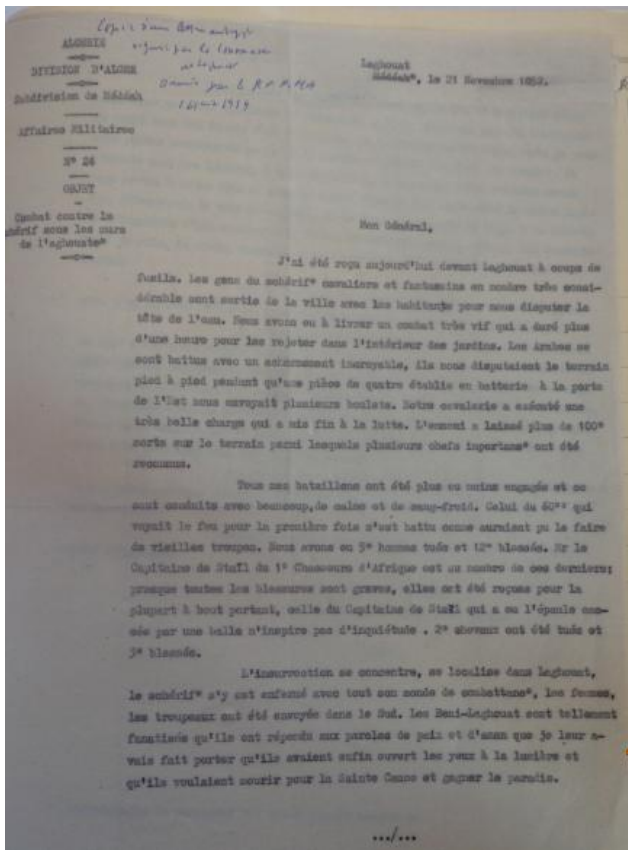 Copie d'un
ALGERIE
DIVISION D'ALGER
Subdivision de Médéah
Affaires Militaires
N° 24
OBJET
Combat contre le
schérif sous les murs
de l'aghouate*
Laghouat
Médéah*, le 21 Novembre 1852.
Mon Général,
J'ai été reçu aujourd'hui devant Laghouat à coups de
fusils. Les gens du schérif* cavaliers et fantassins en nombre très consi-
dérable sont sortis de la ville avec les habitants pour nous disputer la
tête de l'eau. Nous avons eu à livrer un combat très vif qui a duré plus
d'une heure pour les rejeter dans l'intérieur des jardins. Les Arabes se
sont battus avec un acharnement incroyable, ils nous disputaient le terrain
pied à pied pendant qu'une pièce de quatre établie en batterie à la porte
de l'Est nous envoyait plusieurs boulets. Notre cavalerie a exécuté une
très belle charge qui a mis fin à la lutte. L'ennemi a laissé plus de 100*
morts sur le terrain parmi lesquels plusieurs chefs importans* ont été
reconnus.
Tous nos bataillons ont été plus ou moins engagés et se
sont conduits avec beaucoup,de calme et de sang-froid. Celui du 60** qui
voyait le feu pour la première fois s'est battu comme auraient pu le faire
de vieilles troupes. Nous avons eu 5* hommes tués et 12* blessés. Mr le
Capitaine de Staël du 1° Chasseurs d'Afrique est au nombre de ces derniers;
presque toutes les blessures sont graves, elles ont été reçues pour la
plupart à bout portant, celle du Capitaine de Staël qui a eu l'épaule cas-
sée par une balle n'inspire pas d'inquiétude . 2* chevaux ont été tués et
3* blessés.
L'insurrection se concentre, se localise dans Laghouat,
le schérif* s'y est enfermé avec tout son monde de combattans*, les femmes,
les troupeaux ont été envoyés dans le Sud. Les Beni-Laghouat sont tellement
fanatisés qu'ils ont répondu aux paroles de paix et d'aman que je leur a-
vais fait porter qu'ils avaient enfin ouvert les yeux à la lumière et
qu'ils voulaient mourir pour la Sainte Cause et gagner le paradis.
.../...